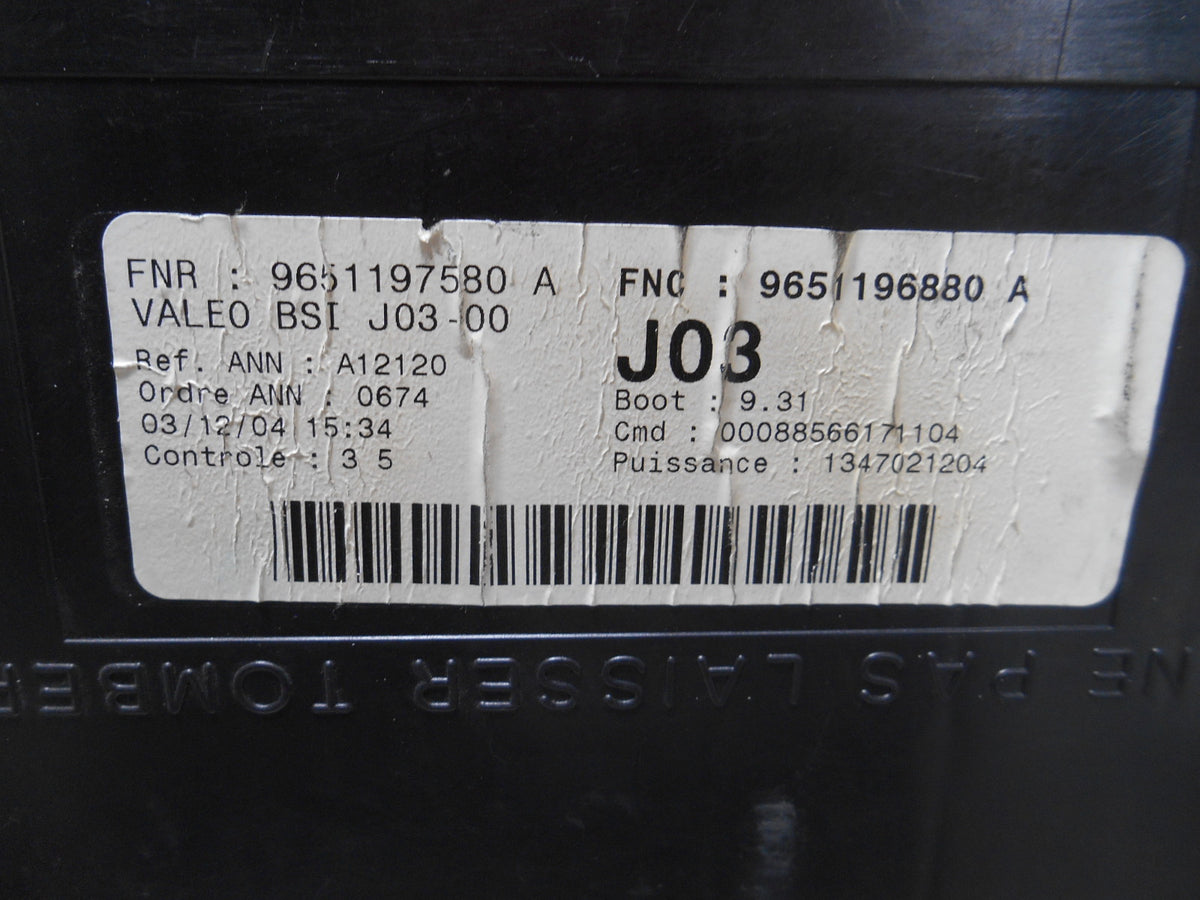 FNR : 9651197580 A
VALEO BSI J03-00
Ref. ANN : A12120
Ordre ANN : 0674
03/12/04 15:34
Controle : 3 5
FNC : 9651196880 A
J03
Boot : 9.31
Cmd : 00088566171104
Puissance : 1347021204
NE PAS LAISSER TOMBER